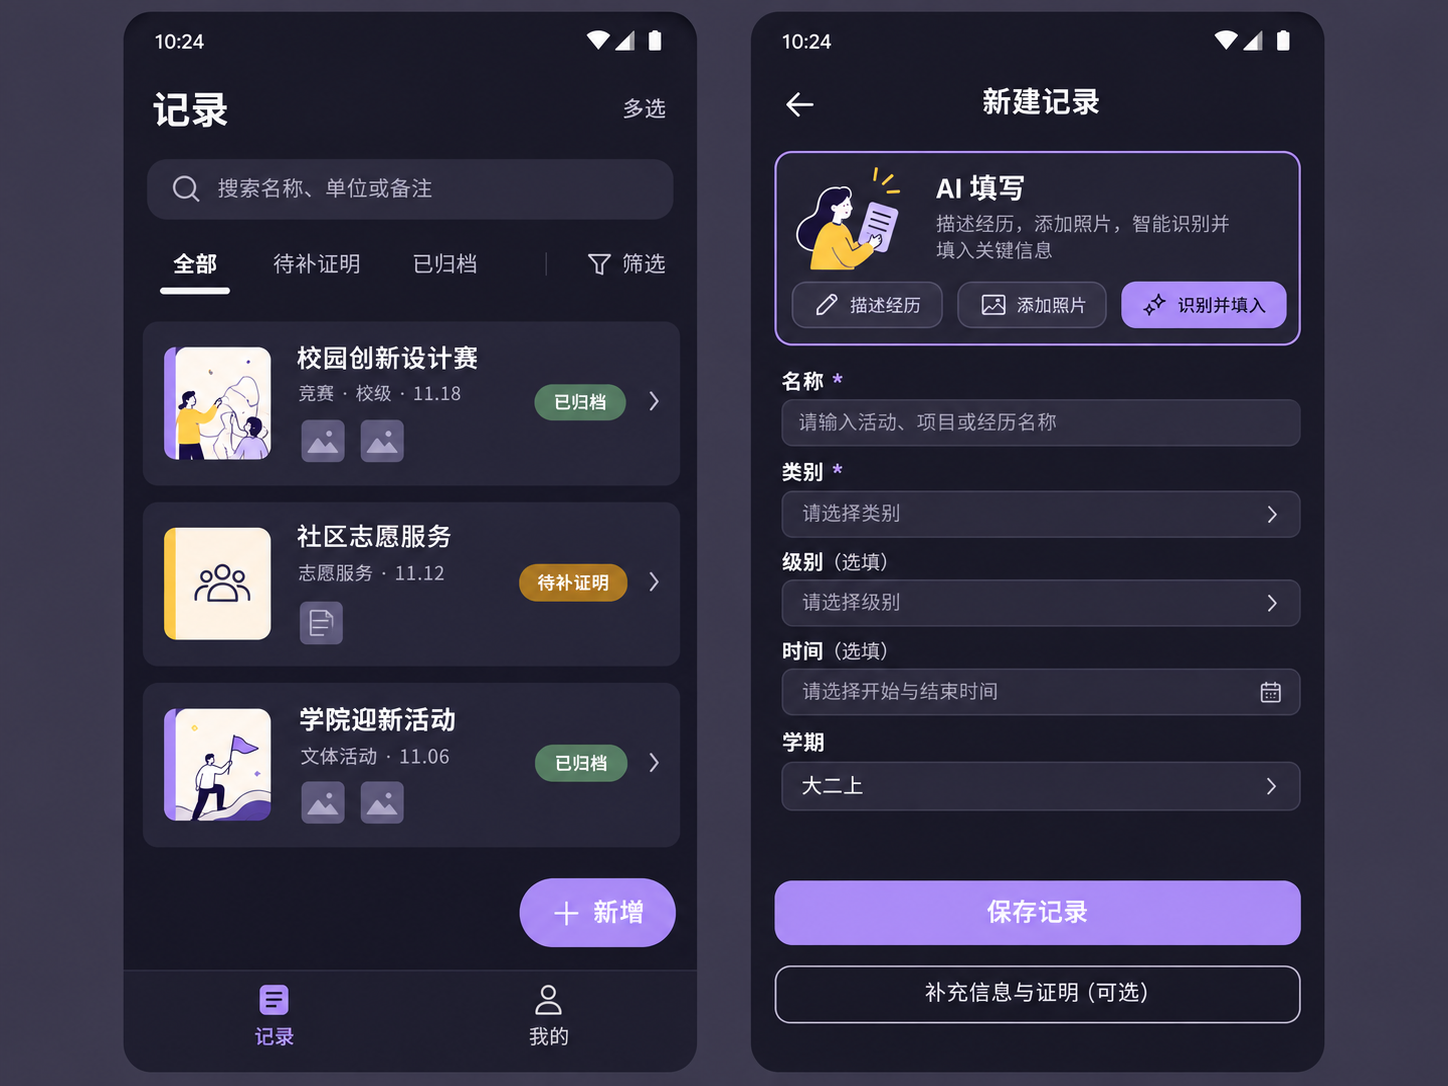 10:24
记录
多选
搜索名称、单位或备注
全部
待补证明
已归档
筛选
校园创新设计赛
竞赛 · 校级 · 11.18
已归档
社区志愿服务
志愿服务 · 11.12
待补证明
学院迎新活动
文体活动 · 11.06
已归档
新增
记录
我的
10:24
新建记录
AI 填写
描述经历，添加照片，智能识别并
填入关键信息
描述经历
添加照片
识别并填入
名称 *
请输入活动、项目或经历名称
类别 *
请选择类别
级别（选填）
请选择级别
时间（选填）
请选择开始与结束时间
学期
大二上
保存记录
补充信息与证明 (可选)